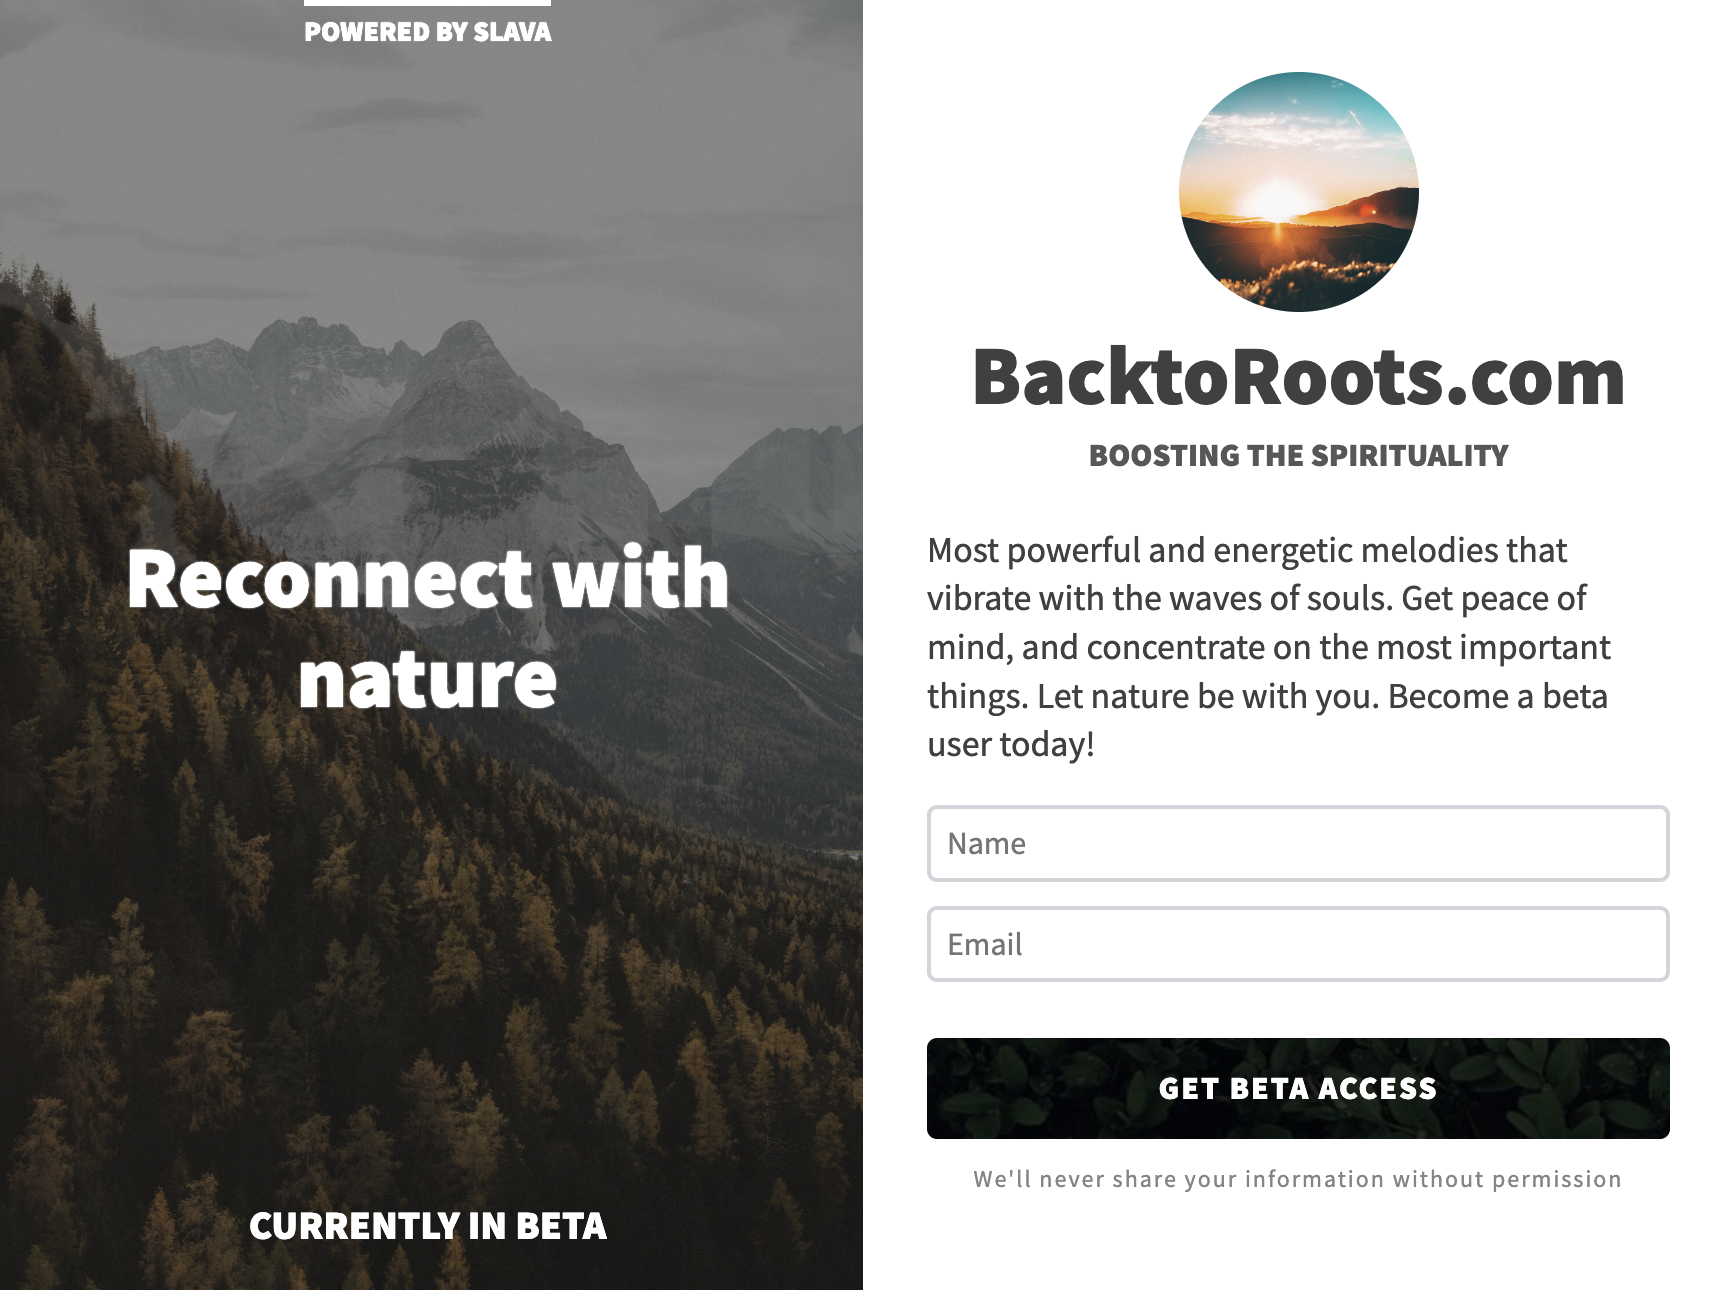 POWERED BY SLAVA
Reconnect with
nature
CURRENTLY IN BETA
BacktoRoots.com
BOOSTING THE SPIRITUALITY
Most powerful and energetic melodies that
vibrate with the waves of souls. Get peace of
mind, and concentrate on the most important
things. Let nature be with you. Become a beta
user today!
Name
Email
GET BETA ACCESS
We'll never share your information without permission